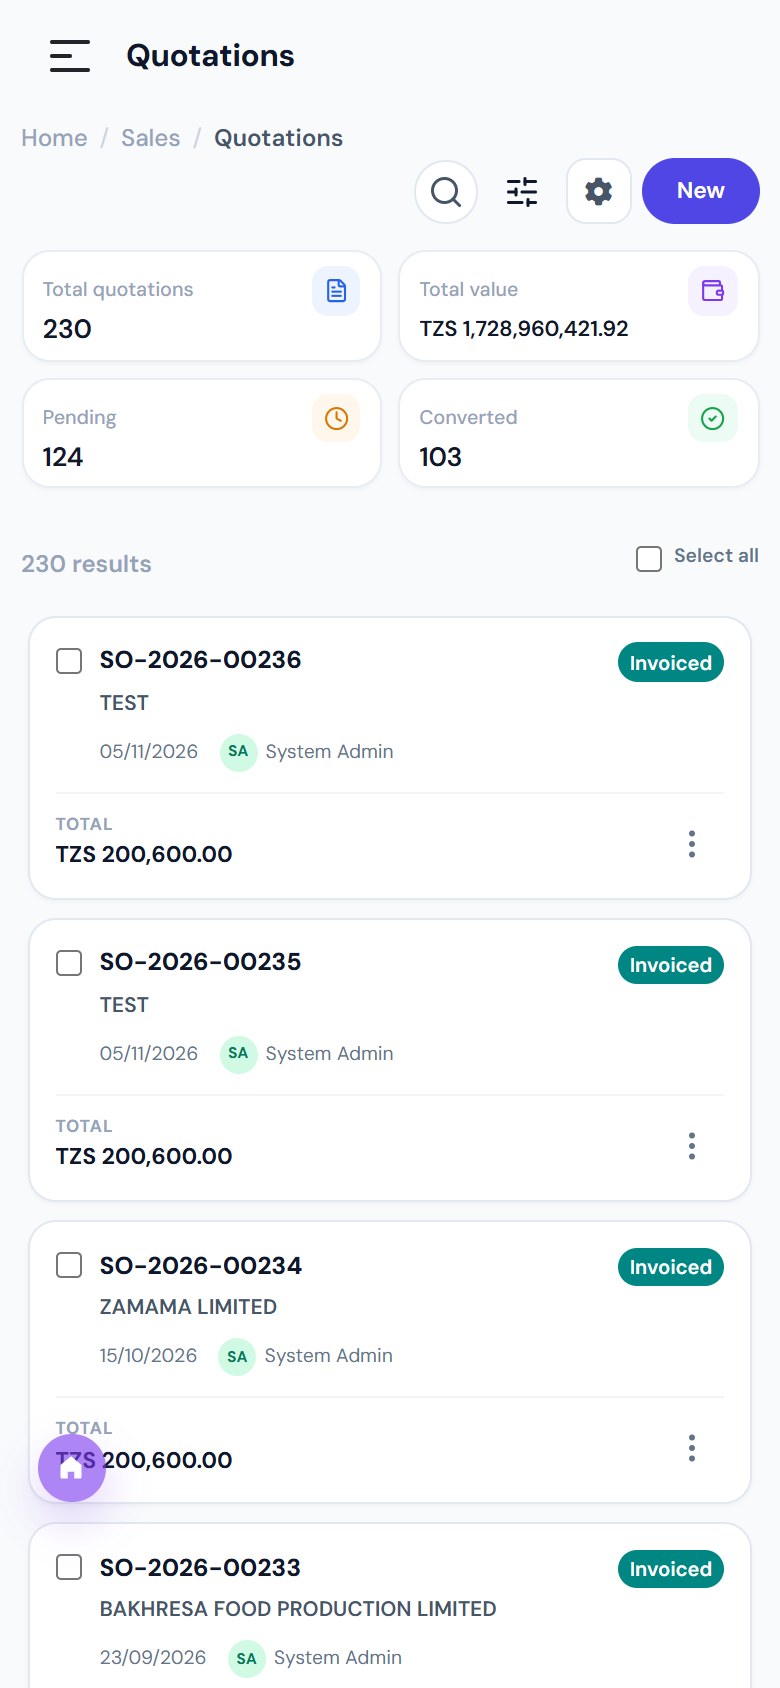 Quotations
Home / Sales / Quotations
New
Total quotations
230
Total value
TZS 1,728,960,421.92
Pending
124
Converted
103
230 results
Select all
SO-2026-00236
Invoiced
TEST
05/11/2026 SA System Admin
TOTAL
TZS 200,600.00
SO-2026-00235
Invoiced
TEST
05/11/2026 SA System Admin
TOTAL
TZS 200,600.00
SO-2026-00234
Invoiced
ZAMAMA LIMITED
15/10/2026 SA System Admin
TOTAL
TZS 200,600.00
SO-2026-00233
Invoiced
BAKHRESA FOOD PRODUCTION LIMITED
23/09/2026 SA System Admin